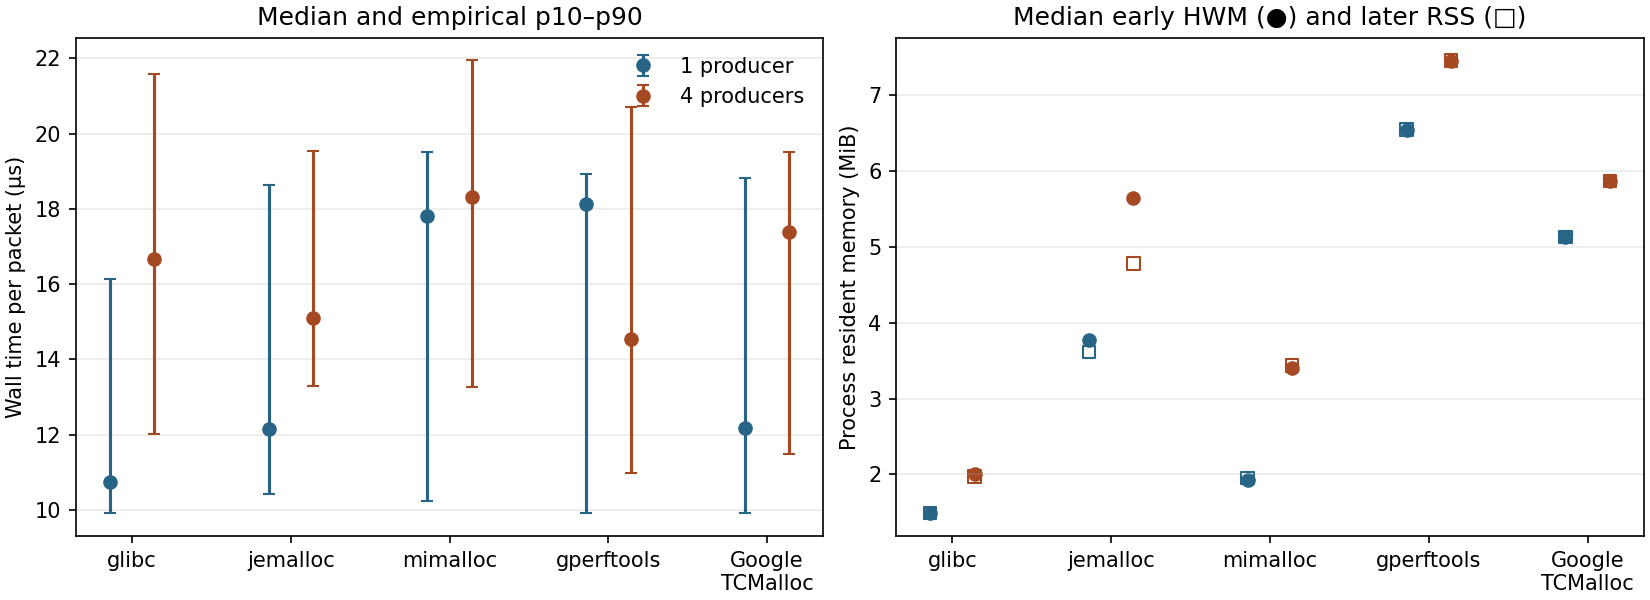 Median and empirical p10–p90
Wall time per packet (µs)
22
20
18
16
14
12
10
1 producer
4 producers
glibc
jemalloc
mimalloc
gperftools
Google
TCMalloc
Median early HWM (●) and later RSS (□)
Process resident memory (MiB)
7
6
5
4
3
2
glibc
jemalloc
mimalloc
gperftools
Google
TCMalloc